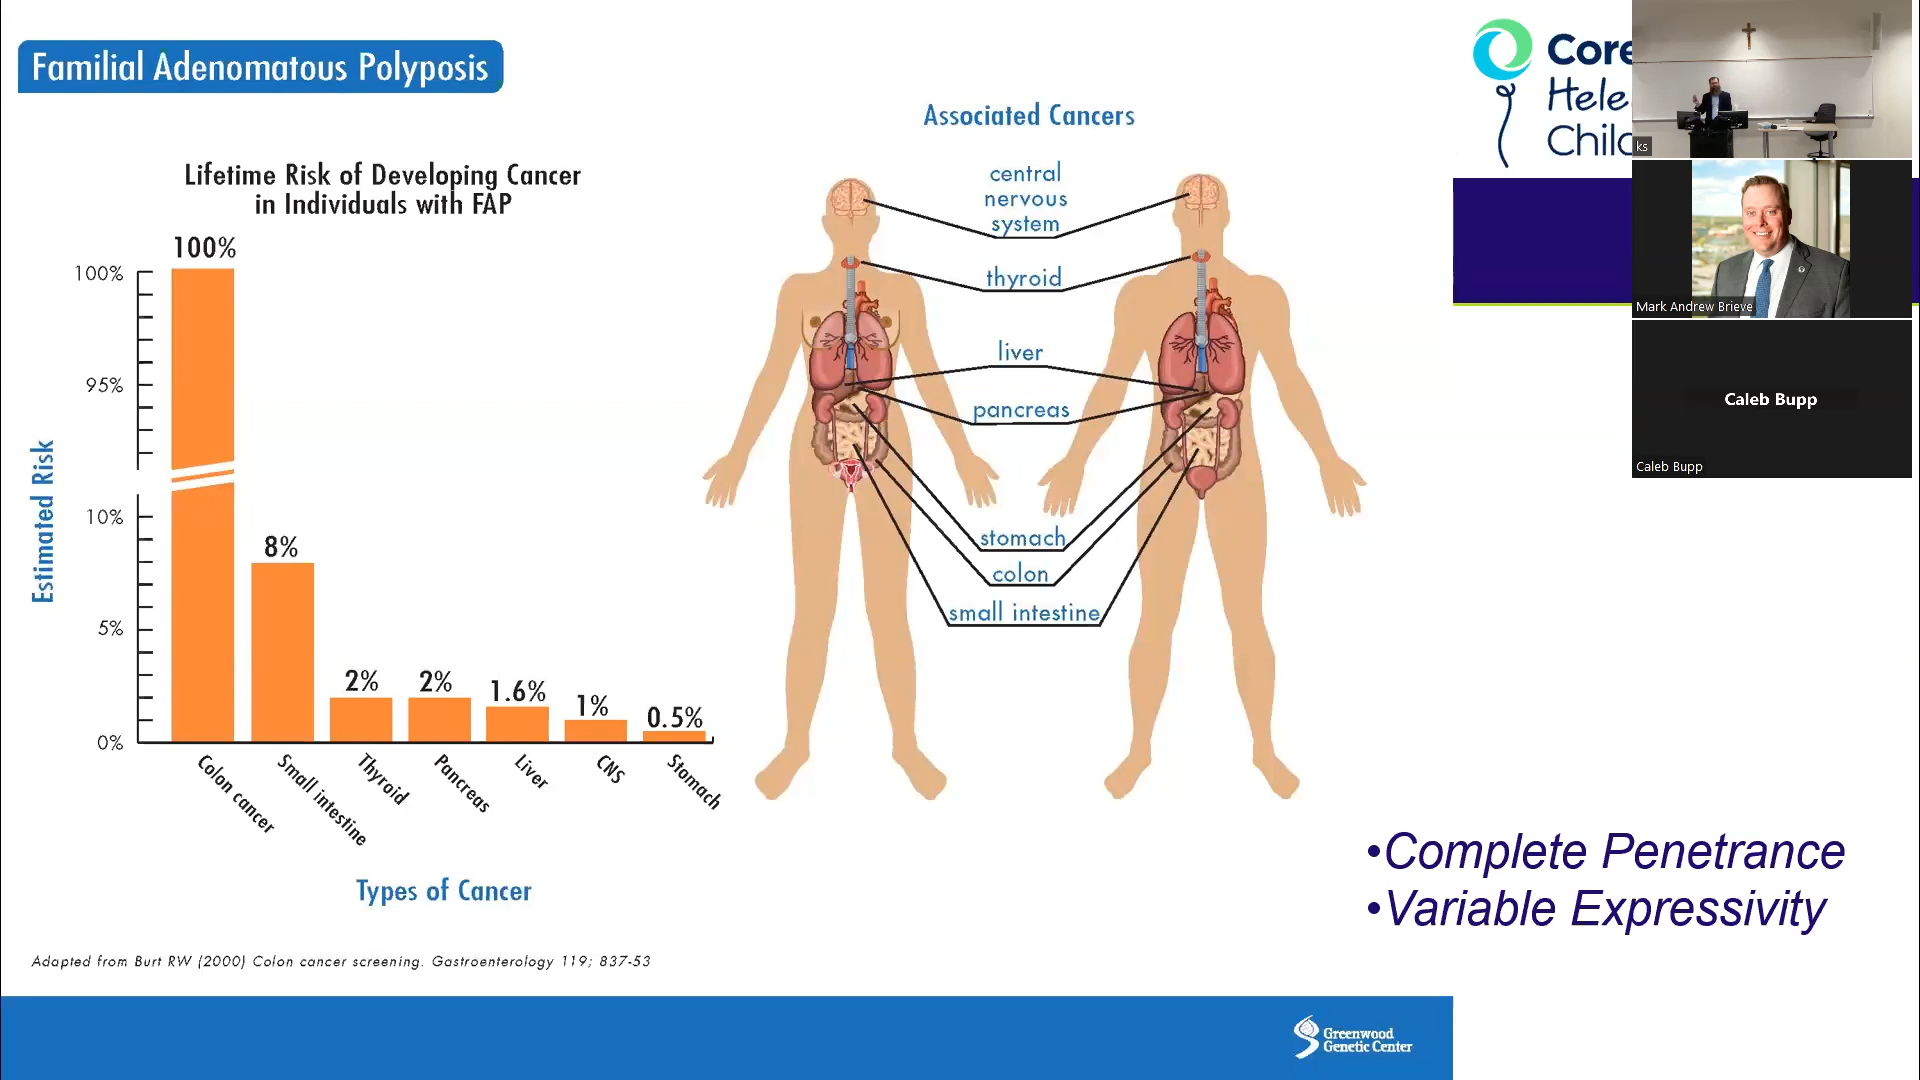 Familial Adenomatous Polyposis
Lifetime Risk of Developing Cancer
in Individuals with FAP
Estimated Risk
100%
95%
10%
5%
0%
100%
8%
2%
2%
1.6%
1%
0.5%
Colon cancer
Small intestine
Thyroid
Pancreas
Liver
CNS
Stomach
Types of Cancer
Adapted from Burt RW (2000) Colon cancer screening. Gastroenterology 119; 837-53
Associated Cancers
central
nervous
system
thyroid
liver
pancreas
stomach
colon
small intestine
•Complete Penetrance
•Variable Expressivity
Core
Hele
Chilc
ks
Mark Andrew Brieve
Caleb Bupp
Caleb Bupp
Greenwood
Genetic Center